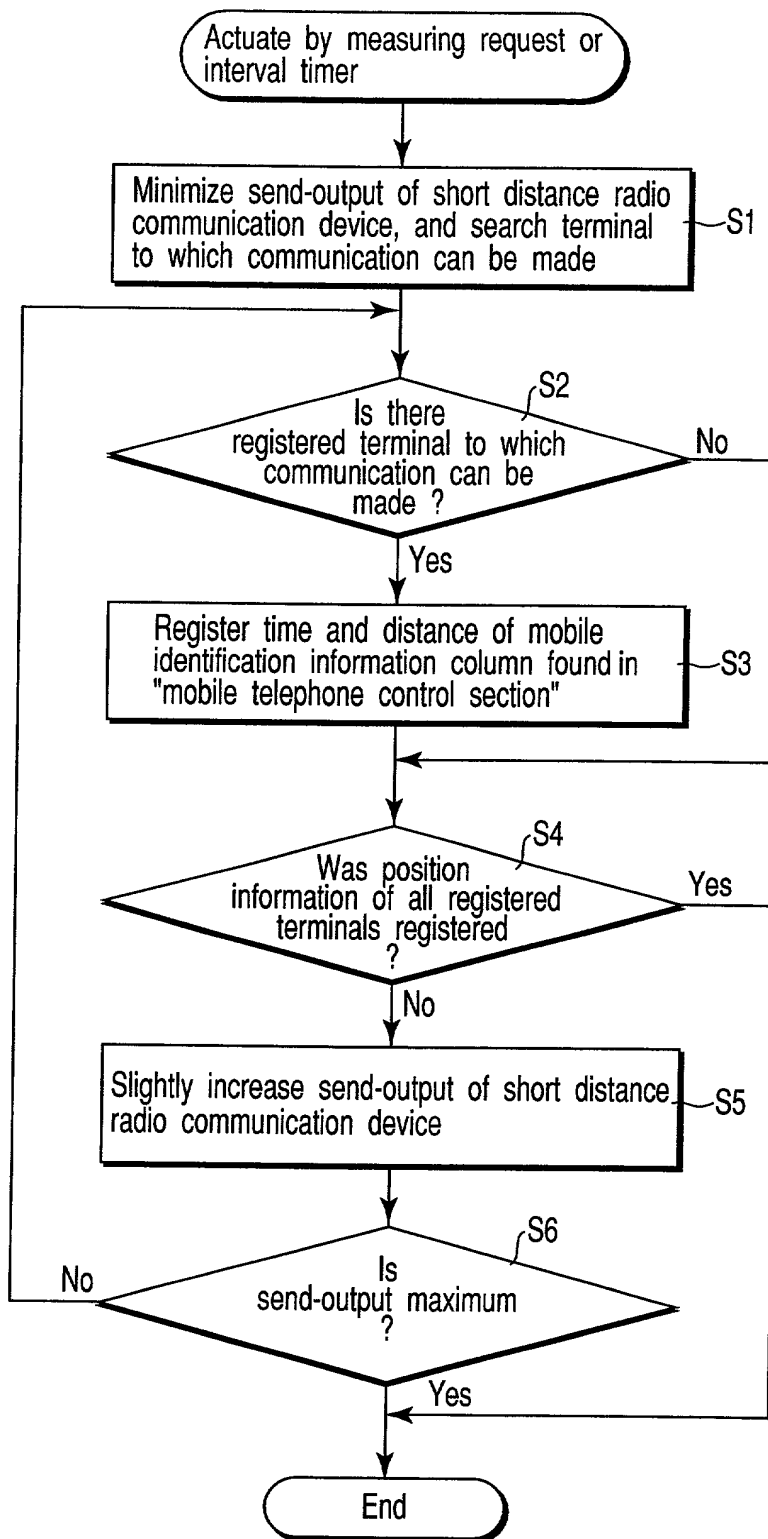 Actuate by measuring request or
interval timer
Minimize send-output of short distance radio
communication device, and search terminal
to which communication can be made
S1
S2
Is there
registered terminal to which
communication can be
made ?
No
Yes
Register time and distance of mobile
identification information column found in
"mobile telephone control section"
S3
S4
Was position
information of all registered
terminals registered
?
Yes
No
Slightly increase send-output of short distance
radio communication device
S5
S6
Is
send-output maximum
?
No
Yes
End